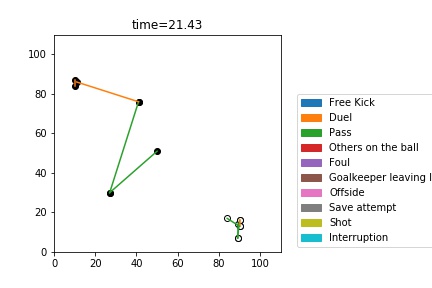 time=21.43
100
80
60
40
20
0
0 20 40 60 80 100
Free Kick
Duel
Pass
Others on the ball
Foul
Goalkeeper leaving l
Offside
Save attempt
Shot
Interruption